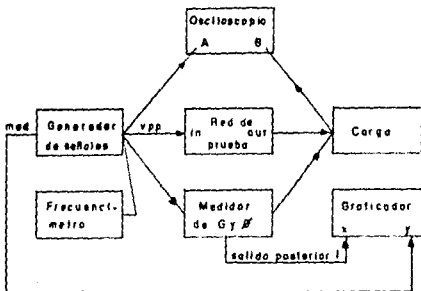 Osciloscopio
A B
mod
Generador
de señales
vpp
Red de
in out
prueba
Carga
Frecuencí-
metro
Medidor
de G y Ø
Graficador
x y
salida posterior 1